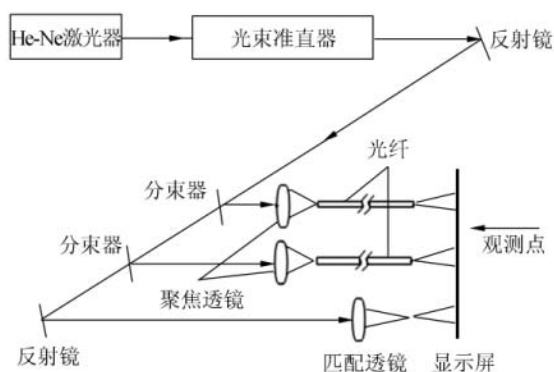 He-Ne激光器
光束准直器
反射镜
光纤
分束器
分束器
观测点
聚焦透镜
反射镜
匹配透镜
显示屏